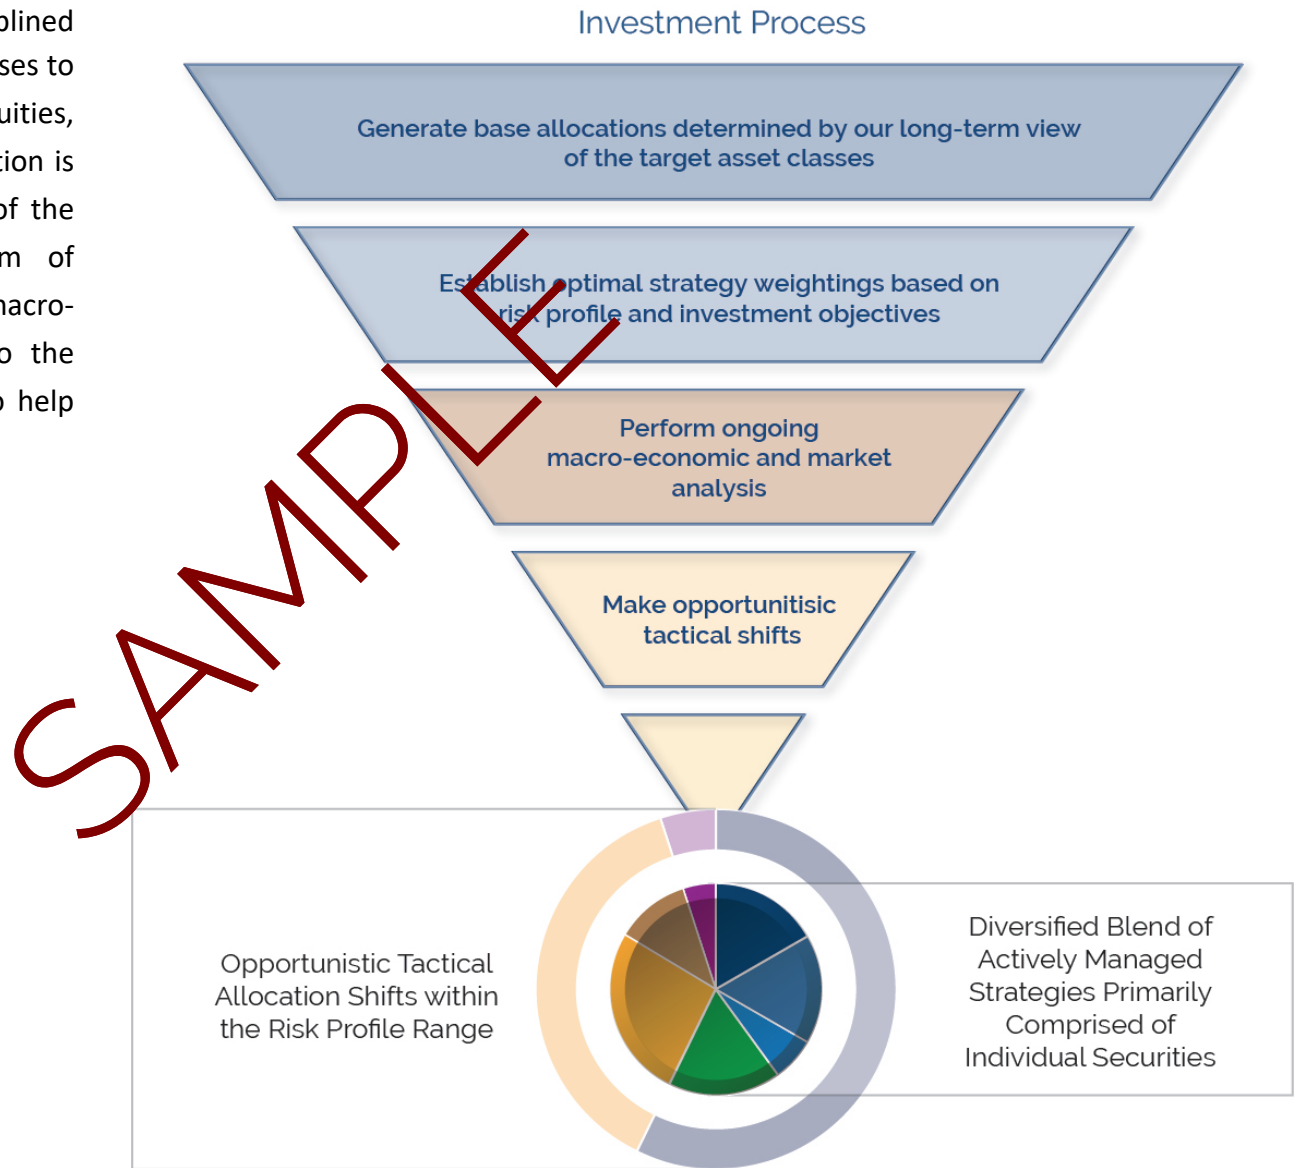 plined
ses to
uities,
tion is
of the
m of
nacro-
o the
o help
Investment Process
Generate base allocations determined by our long-term view
of the target asset classes
Establish optimal strategy weightings based on
risk profile and investment objectives
Perform ongoing
macro-economic and market
analysis
Make opportunitisic
tactical shifts
SAMPLE
Opportunistic Tactical
Allocation Shifts within
the Risk Profile Range
Diversified Blend of
Actively Managed
Strategies Primarily
Comprised of
Individual Securities